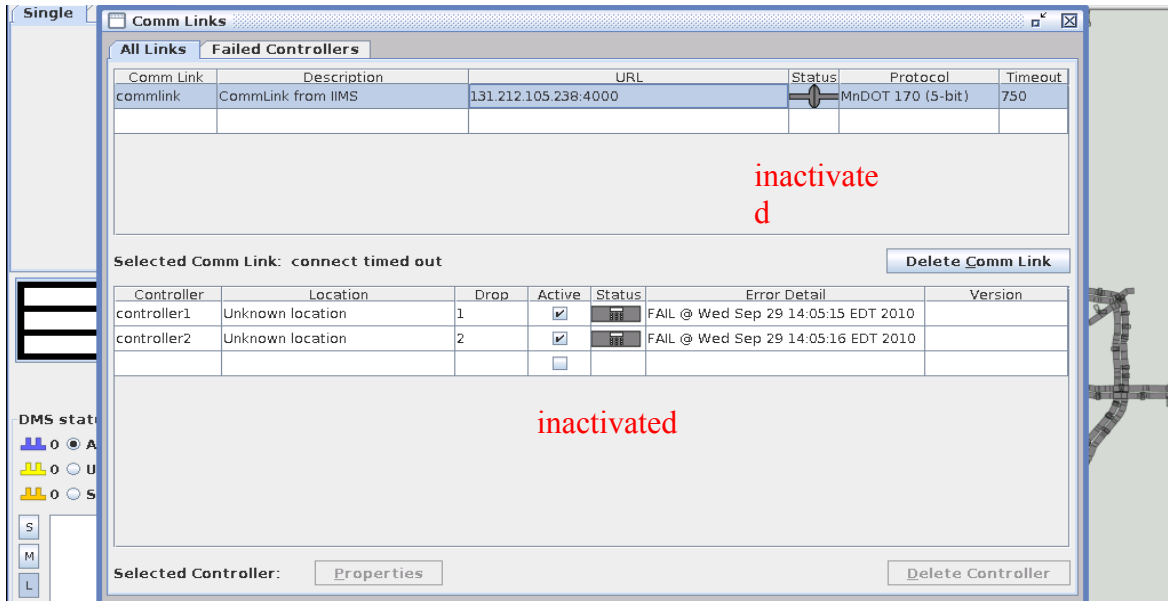 Single
Comm Links
All Links Failed Controllers
Comm Link Description URL Status Protocol Timeout
commlink CommLink from IIMS 131.212.105.238:4000 MnDOT 170 (5-bit) 750
inactivate
d
Selected Comm Link: connect timed out Delete Comm Link
Controller Location Drop Active Status Error Detail Version
controller1 Unknown location 1 FAIL @ Wed Sep 29 14:05:15 EDT 2010
controller2 Unknown location 2 FAIL @ Wed Sep 29 14:05:16 EDT 2010
inactivated
DMS statu
0 A
0 U
0 S
S
M
L
Selected Controller: Properties Delete Controller